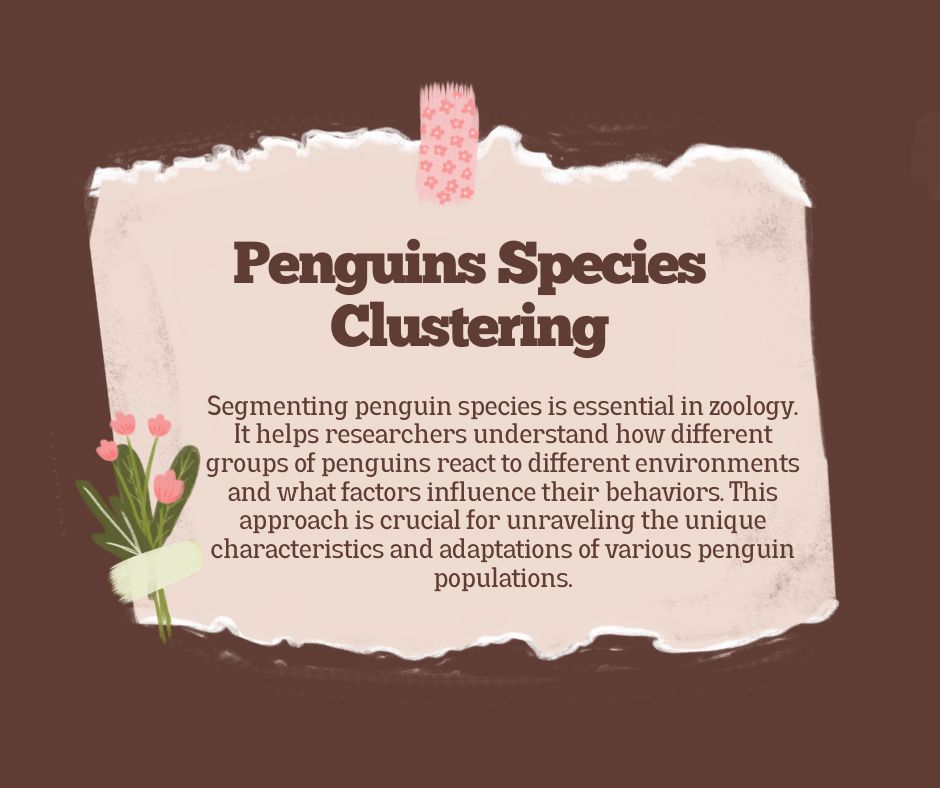 Penguins Species
Clustering
Segmenting penguin species is essential in zoology.
It helps researchers understand how different
groups of penguins react to different environments
and what factors influence their behaviors. This
approach is crucial for unraveling the unique
characteristics and adaptations of various penguin
populations.